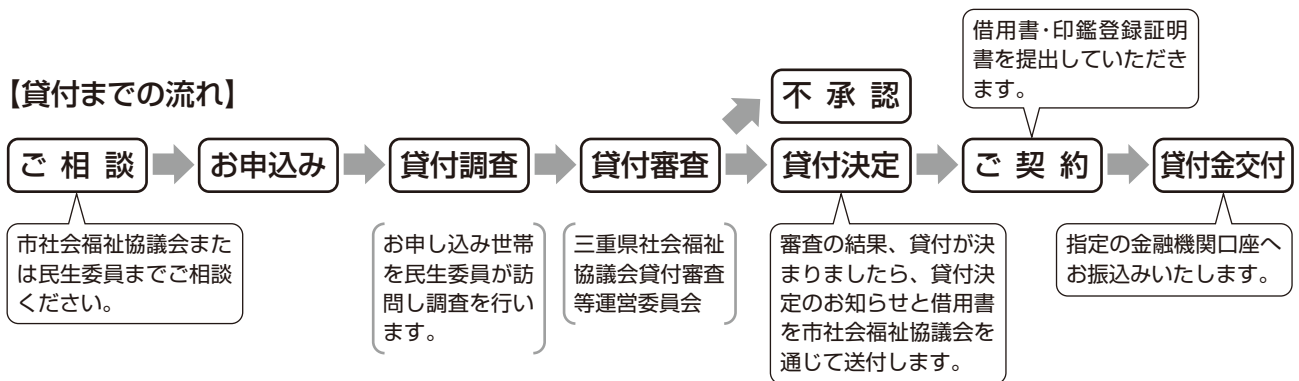 【貸付までの流れ】
ご相談
市社会福祉協議会また
は民生委員までご相談
ください。
お申込み
貸付調査
お申し込み世帯
を民生委員が訪
問し調査を行い
ます。
貸付審査
三重県社会福祉
協議会貸付審査
等運営委員会
不承認
貸付決定
審査の結果、貸付が決
まりましたら、貸付決
定のお知らせと借用書
を市社会福祉協議会を
通じて送付します。
ご契約
借用書・印鑑登録証明
書を提出していただき
ます。
貸付金交付
指定の金融機関口座へ
お振込みいたします。